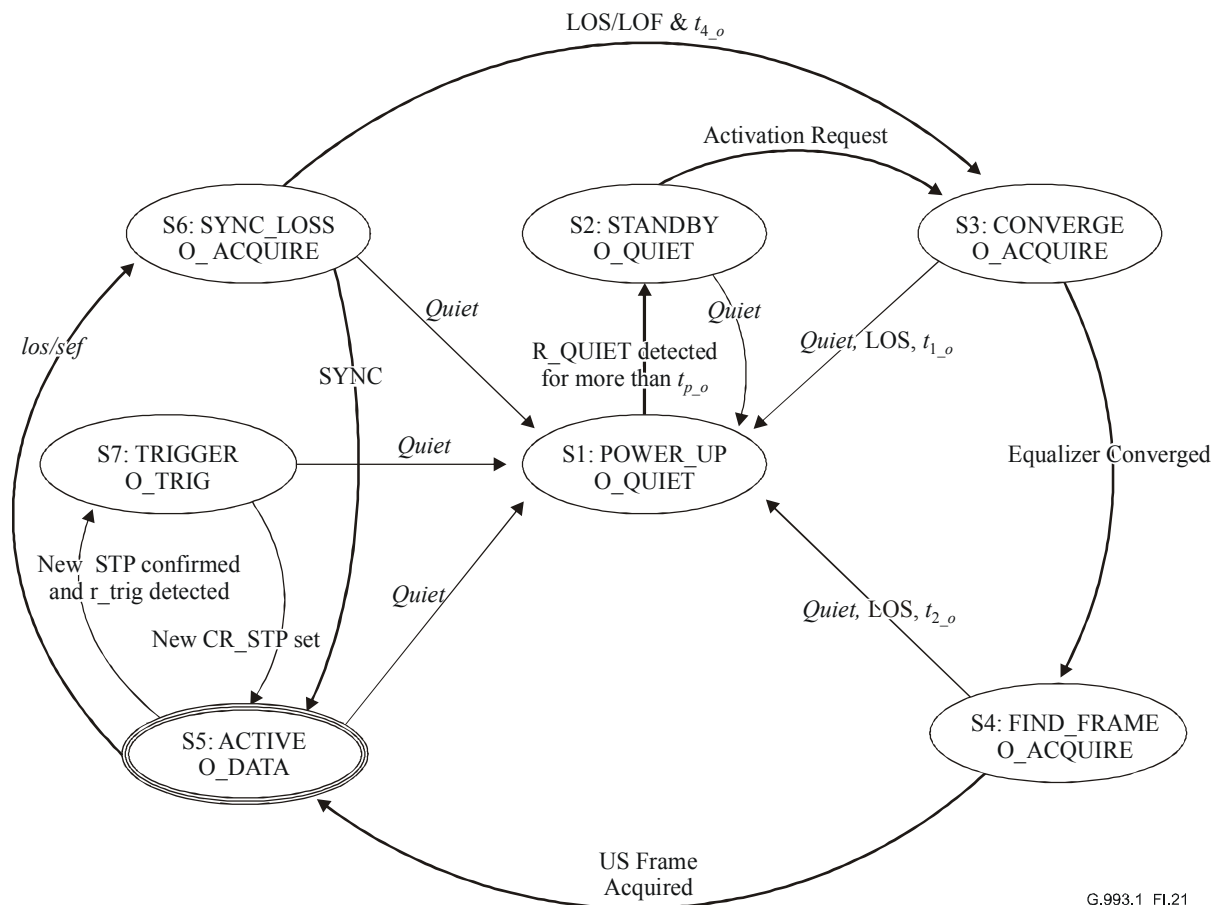 LOS/LOF & t4_o
Activation Request
S6: SYNC_LOSS
O_ ACQUIRE
S2: STANDBY
O_QUIET
S3: CONVERGE
O_ACQUIRE
Quiet
Quiet
los/sef
R_QUIET detected
for more than tp_o
Quiet, LOS, t1_o
SYNC
S7: TRIGGER
O_TRIG
Quiet
S1: POWER_UP
O_QUIET
Equalizer Converged
New STP confirmed
and r_trig detected
Quiet
Quiet, LOS, t2_o
New CR_STP set
S5: ACTIVE
O_DATA
S4: FIND_FRAME
O_ACQUIRE
US Frame
Acquired
G.993.1_FI.21